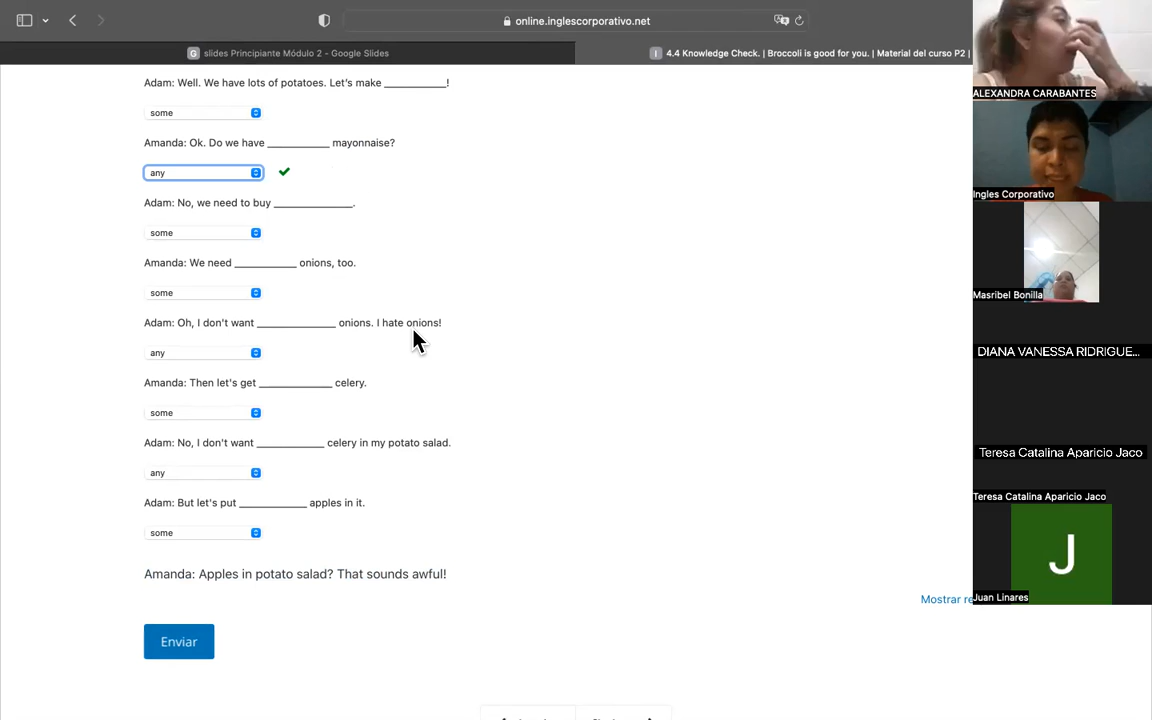 online.inglescorporativo.net
G slides Principiante Módulo 2 - Google Slides
i 4.4 Knowledge Check. | Broccoli is good for you. | Material del curso P2 |
Adam: Well. We have lots of potatoes. Let's make ___________!
some
Amanda: Ok. Do we have ___________ mayonnaise?
any
Adam: No, we need to buy ______________.
some
Amanda: We need ___________ onions, too.
some
Adam: Oh, I don't want ______________ onions. I hate onions!
any
Amanda: Then let's get _____________ celery.
some
Adam: No, I don't want ____________ celery in my potato salad.
any
Adam: But let's put ____________ apples in it.
some
Amanda: Apples in potato salad? That sounds awful!
Mostrar re
Enviar
ALEXANDRA CARABANTES
Ingles Corporativo
Masribel Bonilla
DIANA VANESSA RIDRIGUE...
Teresa Catalina Aparicio Jaco
Teresa Catalina Aparicio Jaco
J
Juan Linares